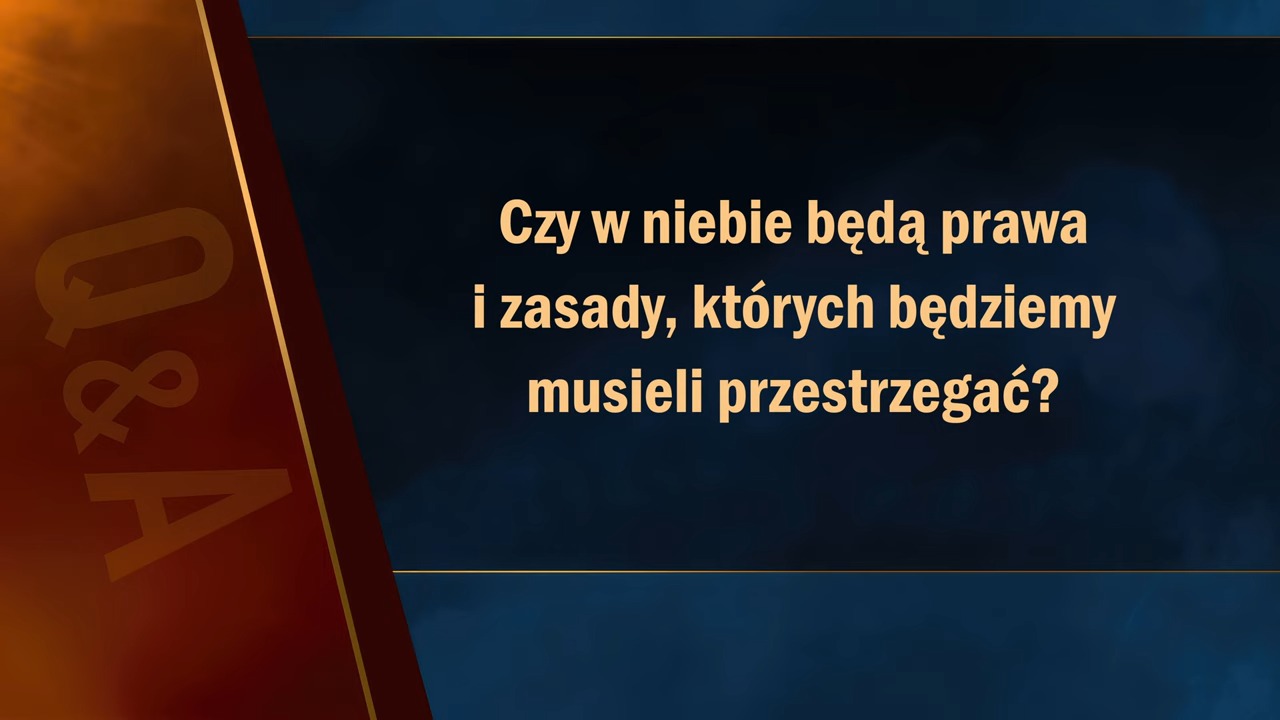 Q & A
Czy w niebie będą prawa
i zasady, których będziemy
musieli przestrzegać?